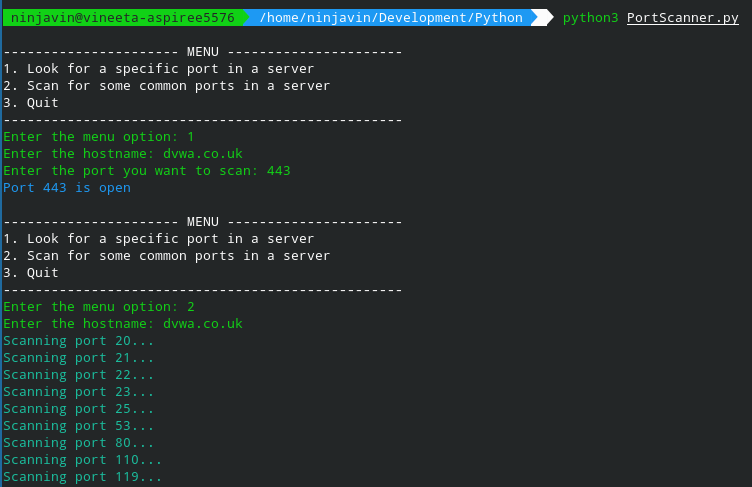 ninjavin@vineeta-aspiree5576 /home/ninjavin/Development/Python python3 PortScanner.py
---------------------- MENU ----------------------
1. Look for a specific port in a server
2. Scan for some common ports in a server
3. Quit
--------------------------------------------------
Enter the menu option: 1
Enter the hostname: dvwa.co.uk
Enter the port you want to scan: 443
Port 443 is open
---------------------- MENU ----------------------
1. Look for a specific port in a server
2. Scan for some common ports in a server
3. Quit
--------------------------------------------------
Enter the menu option: 2
Enter the hostname: dvwa.co.uk
Scanning port 20...
Scanning port 21...
Scanning port 22...
Scanning port 23...
Scanning port 25...
Scanning port 53...
Scanning port 80...
Scanning port 110...
Scanning port 119...